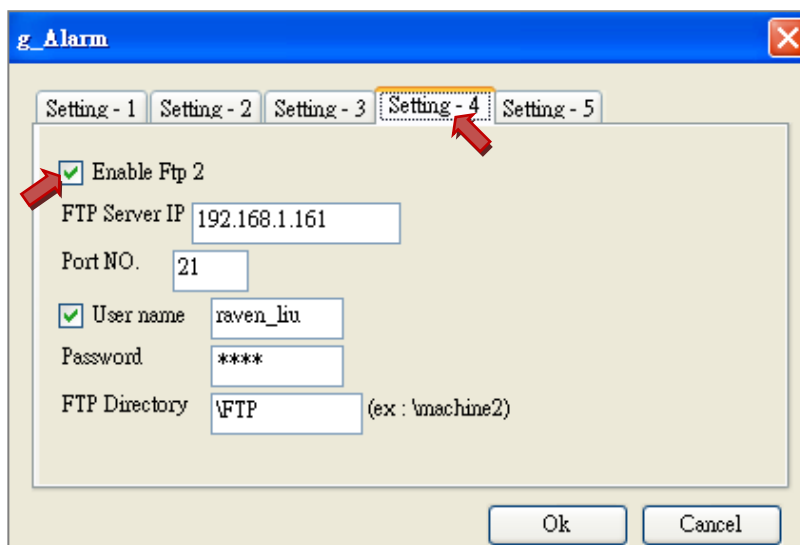 g_Alarm
Setting - 1 Setting - 2 Setting - 3 Setting - 4 Setting - 5
Enable Ftp 2
FTP Server IP 192.168.1.161
Port NO. 21
User name raven_liu
Password ****
FTP Directory \FTP (ex : \machine2)
Ok Cancel